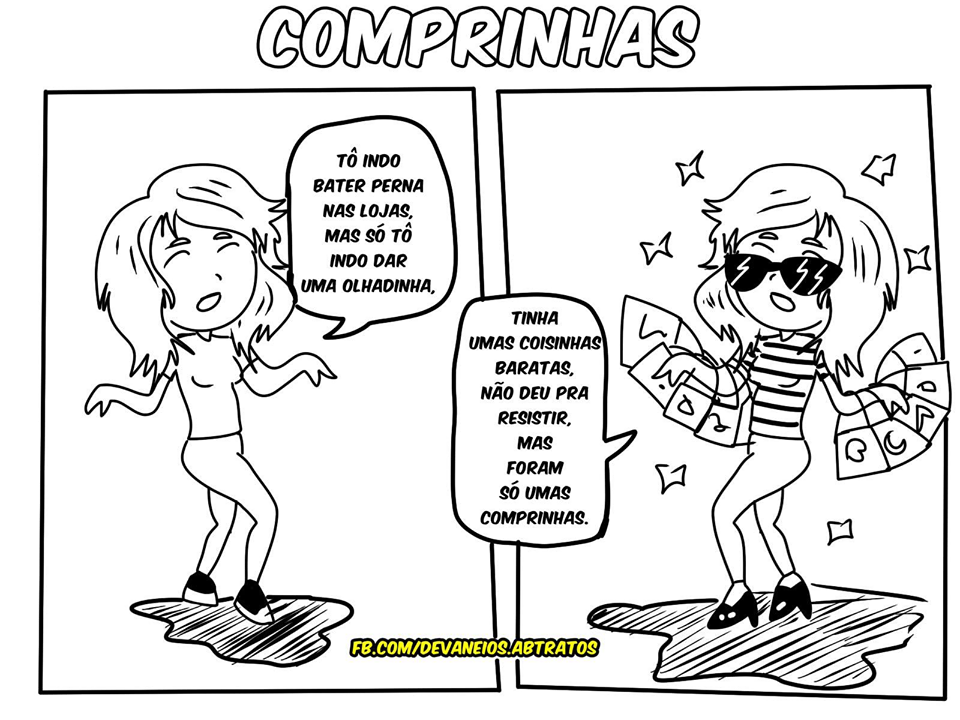 COMPRINHAS
TÔ INDO
BATER PERNA
NAS LOJAS,
MAS SÓ TÔ
INDO DAR
UMA OLHADINHA,
TINHA
UMAS COISINHAS
BARATAS,
NÃO DEU PRA
RESISTIR,
MAS
FORAM
SÓ UMAS
COMPRINHAS.
FB.COM/DEVANEIOS.ABTRATOS